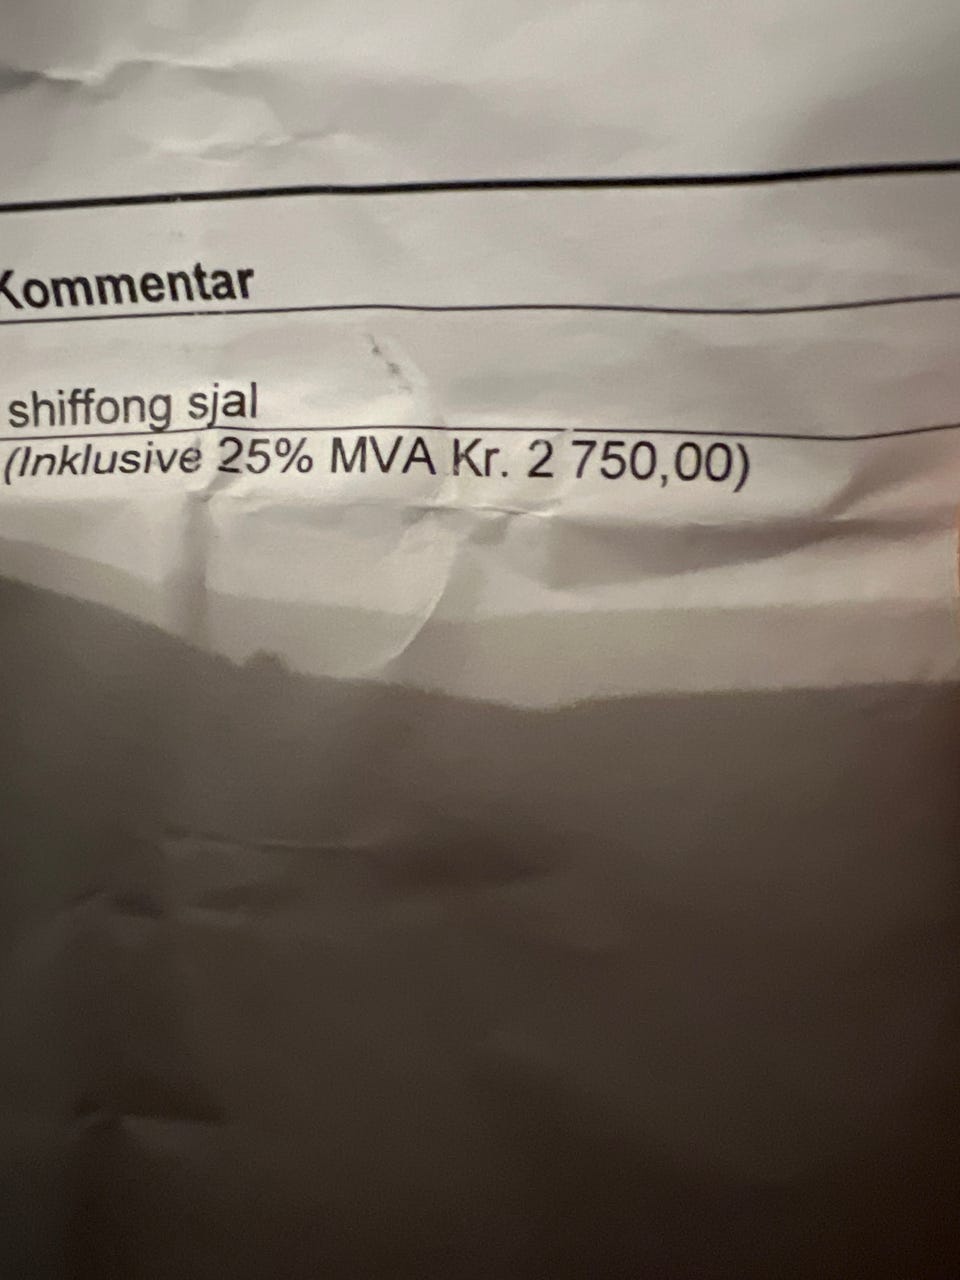 Kommentar
shiffong sjal
(Inklusive 25% MVA Kr. 2 750,00)